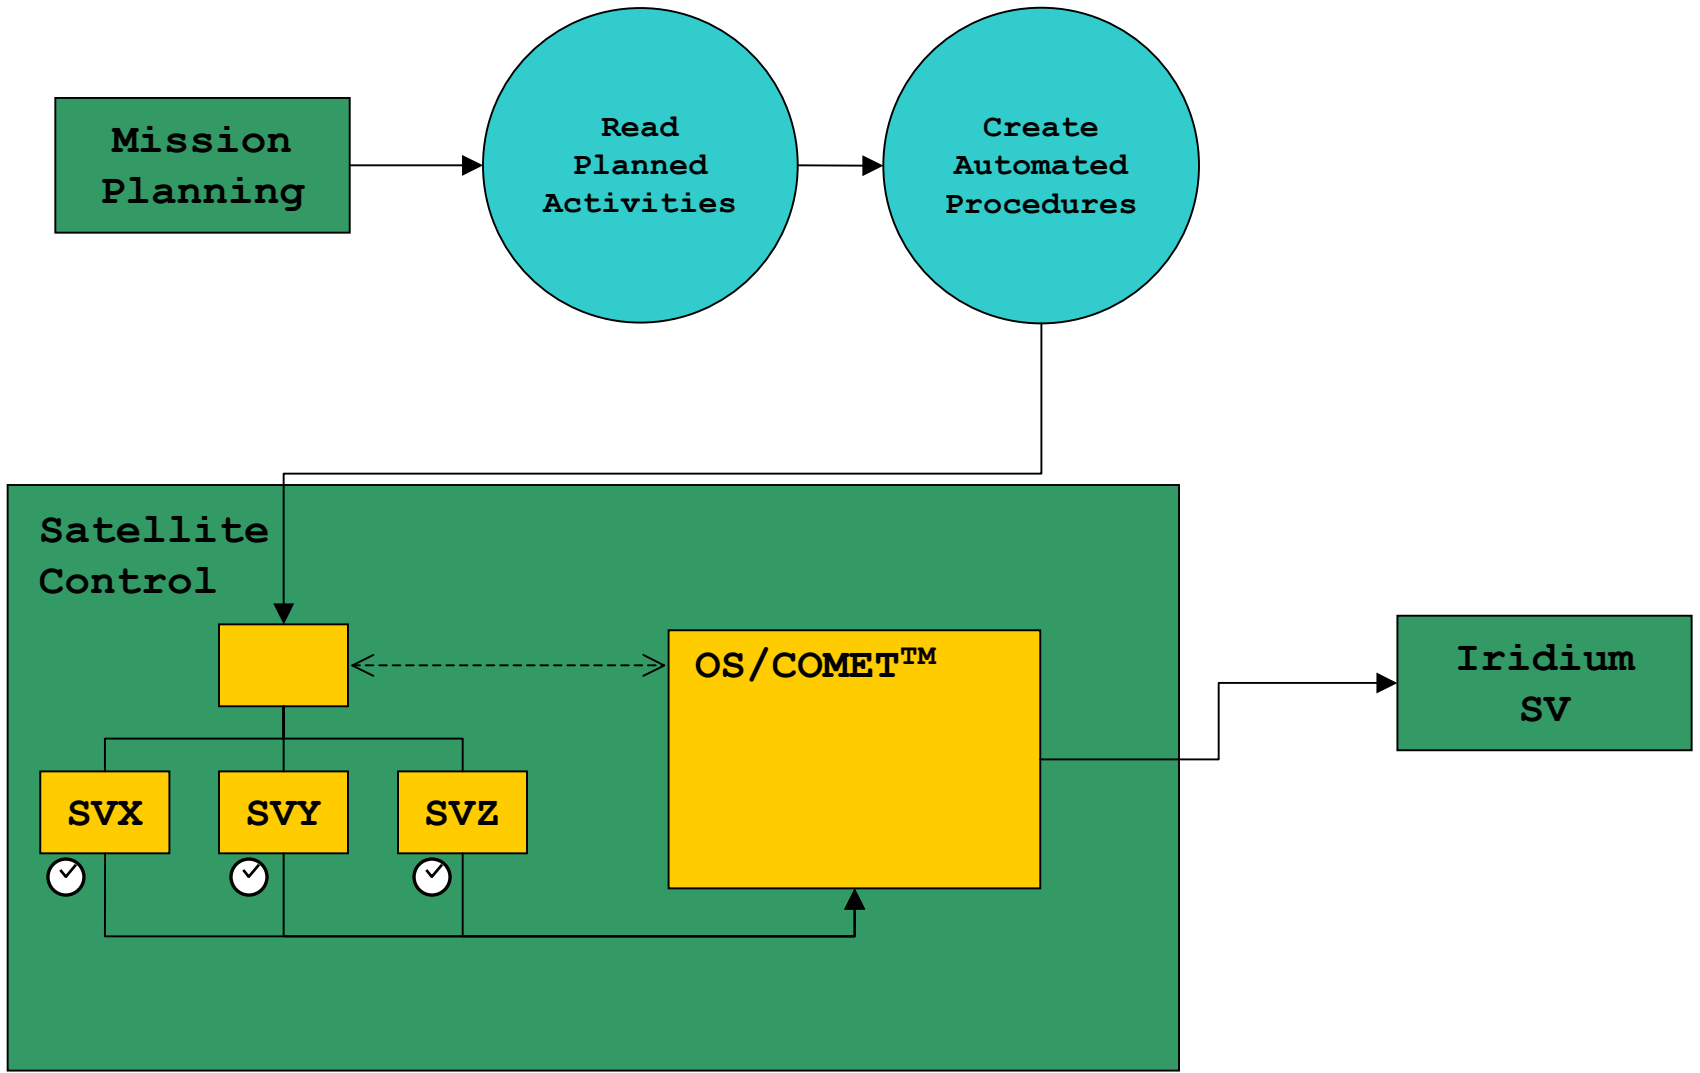 Mission
Planning
Read
Planned
Activities
Create
Automated
Procedures
Satellite
Control
OS/COMET™
SVX
SVY
SVZ
Iridium
SV